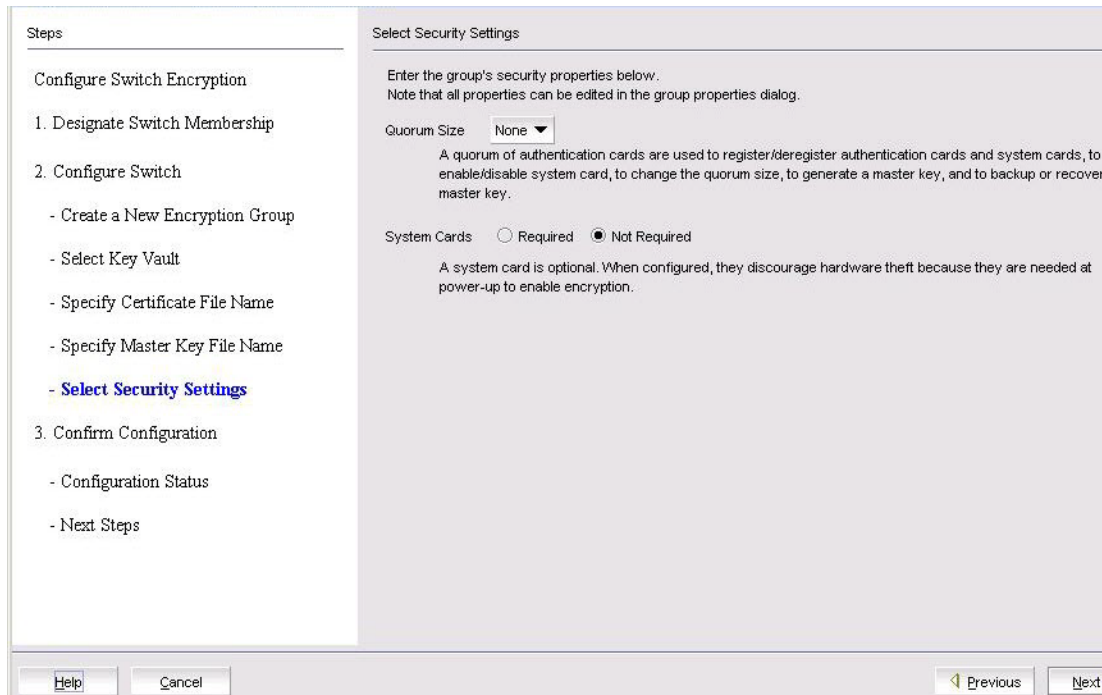 Steps
Configure Switch Encryption
1. Designate Switch Membership
2. Configure Switch
- Create a New Encryption Group
- Select Key Vault
- Specify Certificate File Name
- Specify Master Key File Name
- Select Security Settings
3. Confirm Configuration
- Configuration Status
- Next Steps
Select Security Settings
Enter the group's security properties below.
Note that all properties can be edited in the group properties dialog.
Quorum Size None
A quorum of authentication cards are used to register/deregister authentication cards and system cards, to
enable/disable system card, to change the quorum size, to generate a master key, and to backup or recover
master key.
System Cards Required Not Required
A system card is optional. When configured, they discourage hardware theft because they are needed at
power-up to enable encryption.
Help Cancel Previous Next